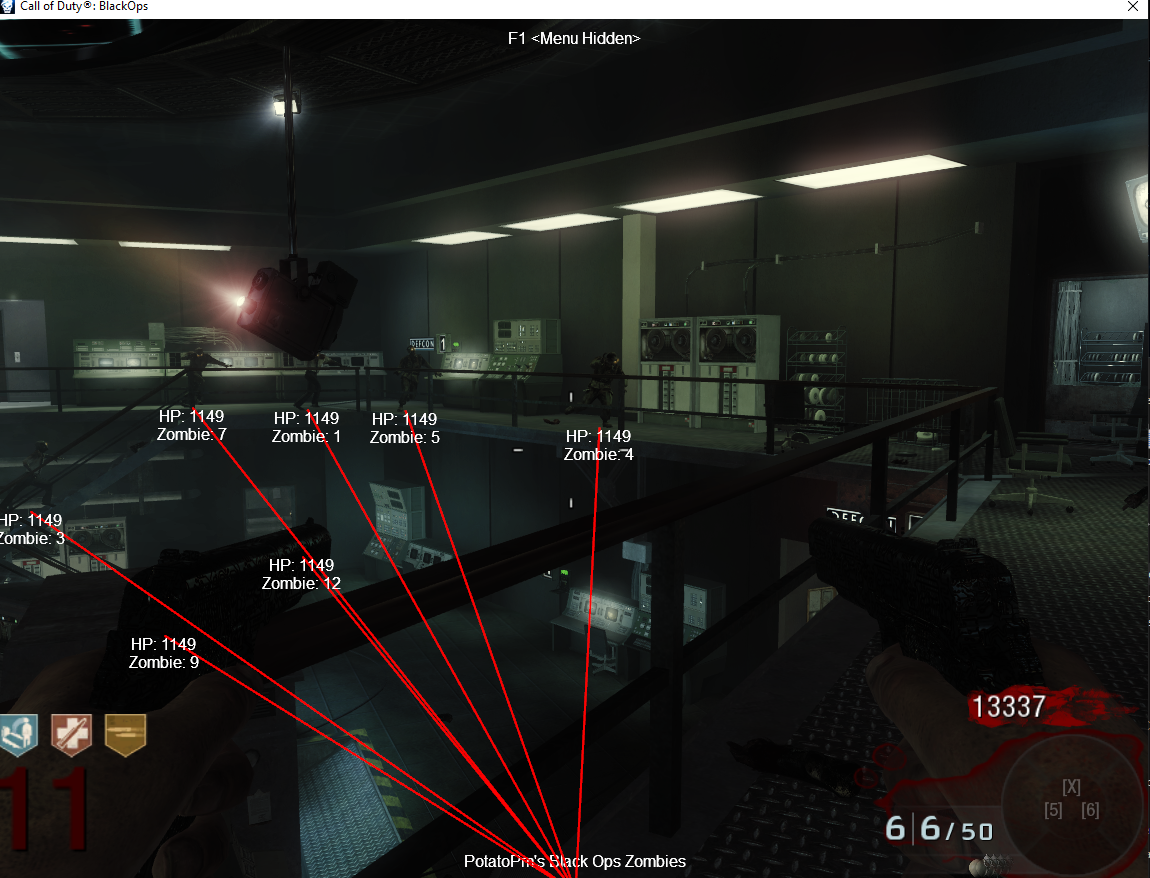 Call of Duty®: BlackOps
F1 <Menu Hidden>
DEFCON 1
HP: 1149
Zombie: 7
HP: 1149
Zombie: 1
HP: 1149
Zombie: 5
HP: 1149
Zombie: 4
HP: 1149
Zombie: 3
HP: 1149
Zombie: 12
HP: 1149
Zombie: 9
13337
[X]
[5] [6]
11
6|6/50
PotatoPm's Black Ops Zombies